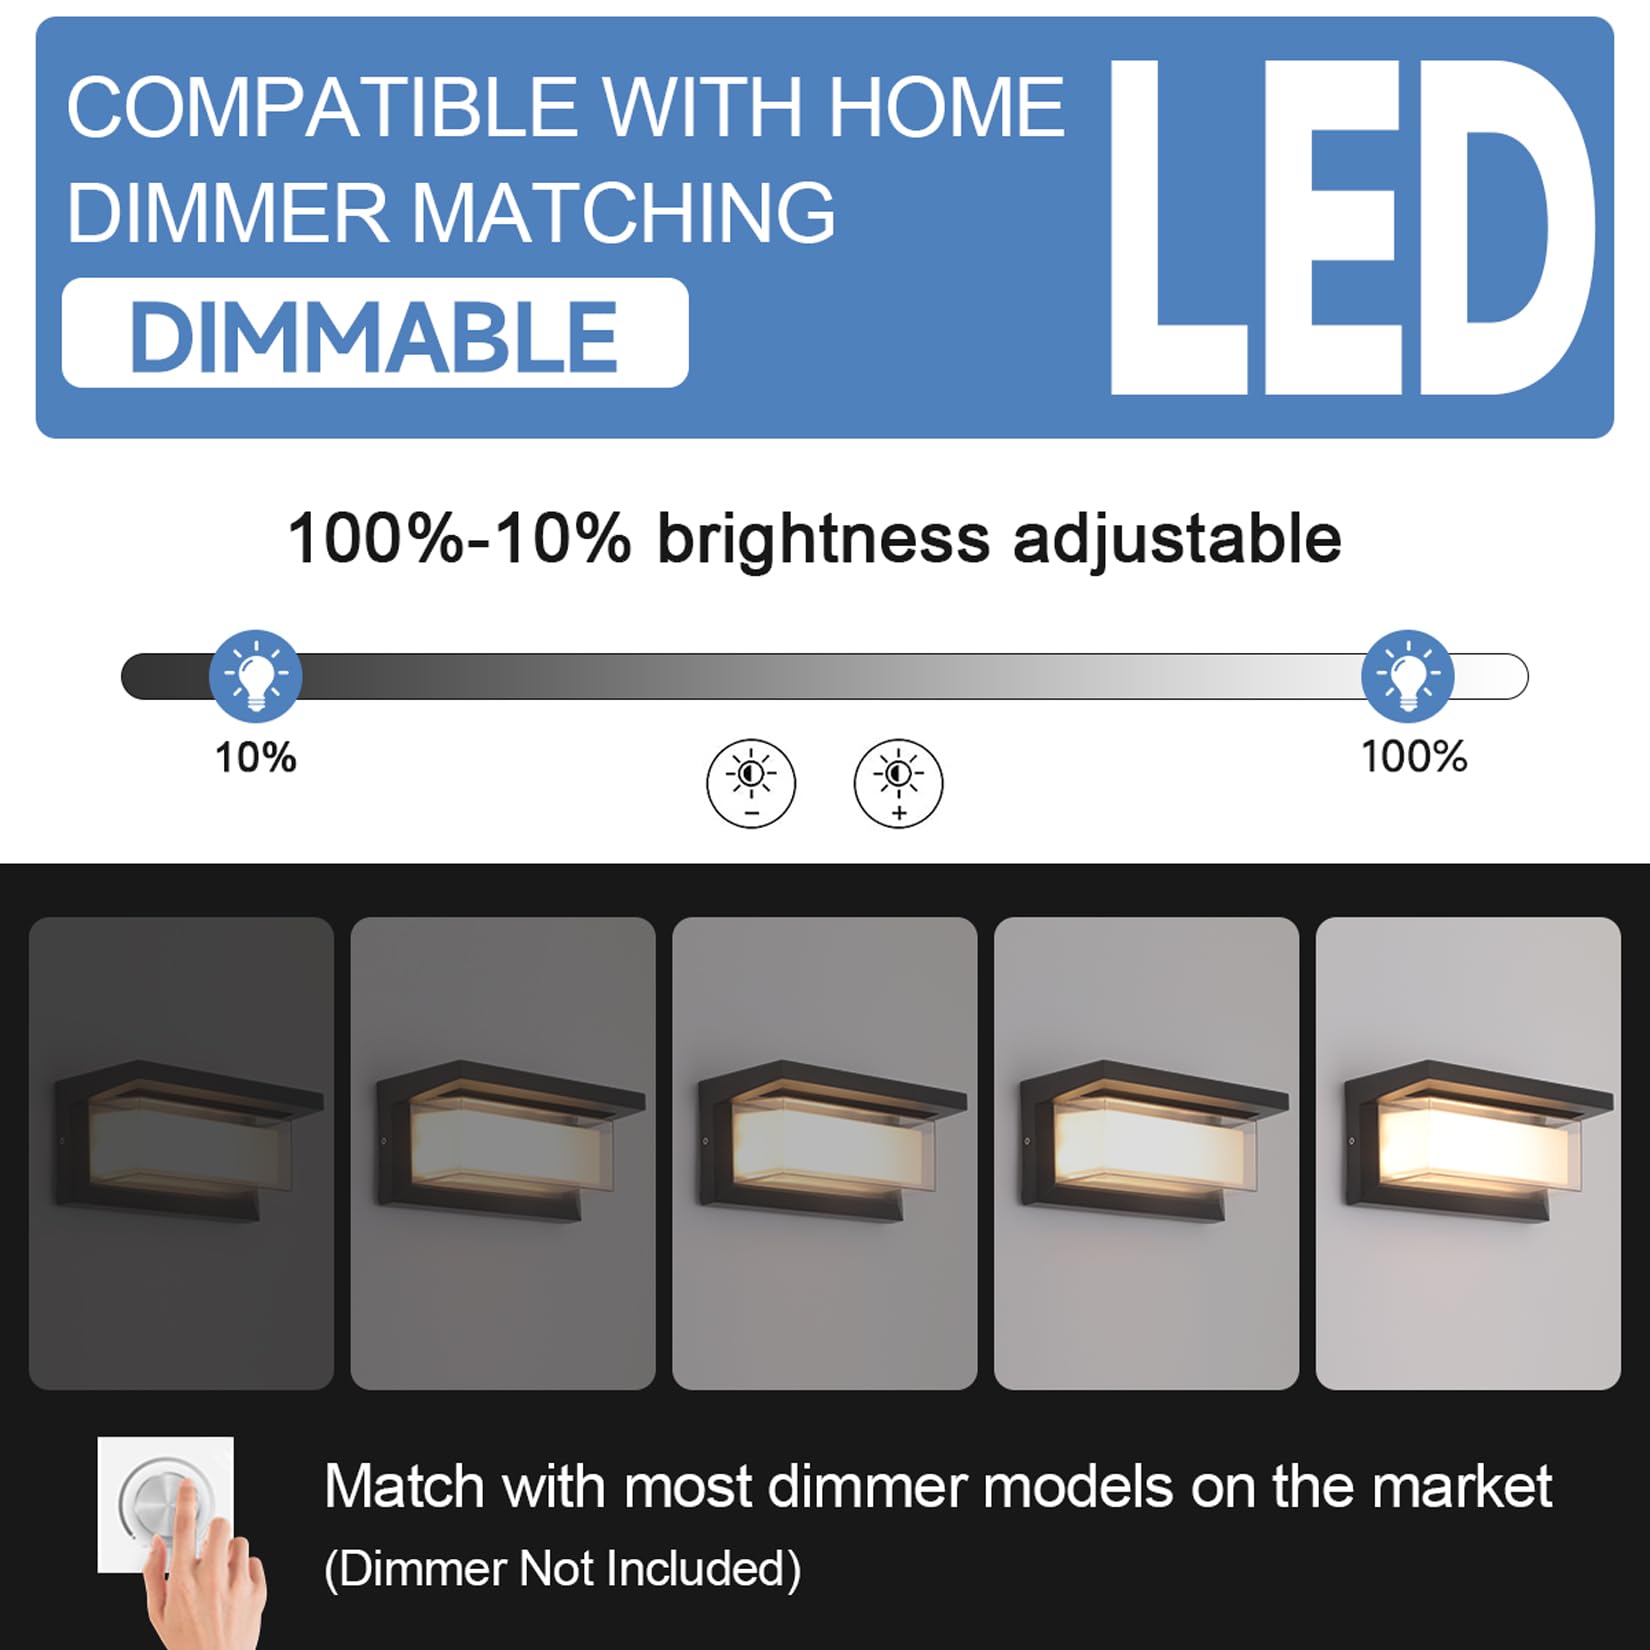 COMPATIBLE WITH HOME
DIMMER MATCHING
DIMMABLE
LED
100%-10% brightness adjustable
10%
100%
-
+
Match with most dimmer models on the market
(Dimmer Not Included)